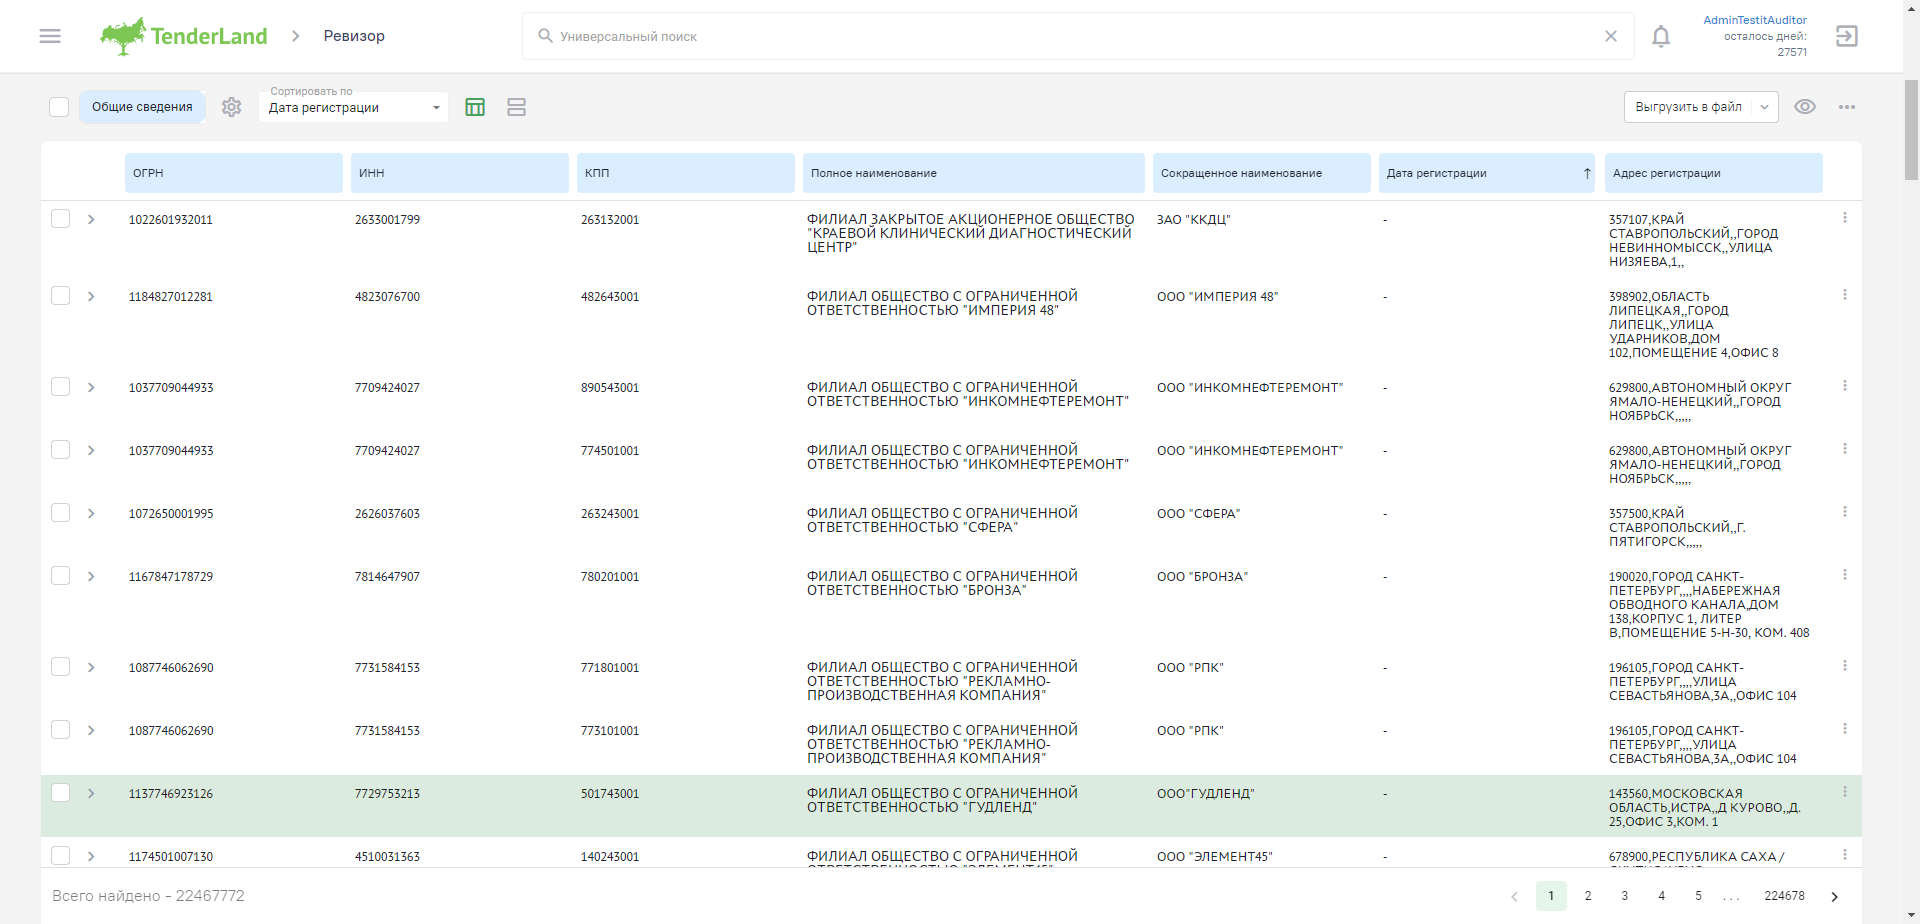 TenderLand
Ревизор
Универсальный поиск
AdminTestitAuditor
осталось дней:
27571
Общие сведения
Сортировать по
Дата регистрации
Выгрузить в файл
ОГРН
ИНН
КПП
Полное наименование
Сокращенное наименование
Дата регистрации
Адрес регистрации
1022601932011
2633001799
263132001
ФИЛИАЛ ЗАКРЫТОЕ АКЦИОНЕРНОЕ ОБЩЕСТВО
"КРАЕВОЙ КЛИНИЧЕСКИЙ ДИАГНОСТИЧЕСКИЙ
ЦЕНТР"
ЗАО "ККДЦ"
-
357107,КРАЙ
СТАВРОПОЛЬСКИЙ,,ГОРОД
НЕВИННОМЫССК,,УЛИЦА
НИЗЯЕВА,1,,
1184827012281
4823076700
482643001
ФИЛИАЛ ОБЩЕСТВО С ОГРАНИЧЕННОЙ
ОТВЕТСТВЕННОСТЬЮ "ИМПЕРИЯ 48"
ООО "ИМПЕРИЯ 48"
-
398902,ОБЛАСТЬ
ЛИПЕЦКАЯ,,ГОРОД
ЛИПЕЦК,,УЛИЦА
УДАРНИКОВ,ДОМ
102,ПОМЕЩЕНИЕ 4,ОФИС 8
1037709044933
7709424027
890543001
ФИЛИАЛ ОБЩЕСТВО С ОГРАНИЧЕННОЙ
ОТВЕТСТВЕННОСТЬЮ "ИНКОМНЕФТЕРЕМОНТ"
ООО "ИНКОМНЕФТЕРЕМОНТ"
-
629800,АВТОНОМНЫЙ ОКРУГ
ЯМАЛО-НЕНЕЦКИЙ,,ГОРОД
НОЯБРЬСК,,,,,
1037709044933
7709424027
774501001
ФИЛИАЛ ОБЩЕСТВО С ОГРАНИЧЕННОЙ
ОТВЕТСТВЕННОСТЬЮ "ИНКОМНЕФТЕРЕМОНТ"
ООО "ИНКОМНЕФТЕРЕМОНТ"
-
629800,АВТОНОМНЫЙ ОКРУГ
ЯМАЛО-НЕНЕЦКИЙ,,ГОРОД
НОЯБРЬСК,,,,,
1072650001995
2626037603
263243001
ФИЛИАЛ ОБЩЕСТВО С ОГРАНИЧЕННОЙ
ОТВЕТСТВЕННОСТЬЮ "СФЕРА"
ООО "СФЕРА"
-
357500,КРАЙ
СТАВРОПОЛЬСКИЙ,,Г.
ПЯТИГОРСК,,,,,
1167847178729
7814647907
780201001
ФИЛИАЛ ОБЩЕСТВО С ОГРАНИЧЕННОЙ
ОТВЕТСТВЕННОСТЬЮ "БРОНЗА"
ООО "БРОНЗА"
-
190020,ГОРОД САНКТ-
ПЕТЕРБУРГ,,,,НАБЕРЕЖНАЯ
ОБВОДНОГО КАНАЛА,ДОМ
138,КОРПУС 1, ЛИТЕР
В,ПОМЕЩЕНИЕ 5-Н-30, КОМ. 408
1087746062690
7731584153
771801001
ФИЛИАЛ ОБЩЕСТВО С ОГРАНИЧЕННОЙ
ОТВЕТСТВЕННОСТЬЮ "РЕКЛАМНО-
ПРОИЗВОДСТВЕННАЯ КОМПАНИЯ"
ООО "РПК"
-
196105,ГОРОД САНКТ-
ПЕТЕРБУРГ,,,,УЛИЦА
СЕВАСТЬЯНОВА,3А,,ОФИС 104
1087746062690
7731584153
773101001
ФИЛИАЛ ОБЩЕСТВО С ОГРАНИЧЕННОЙ
ОТВЕТСТВЕННОСТЬЮ "РЕКЛАМНО-
ПРОИЗВОДСТВЕННАЯ КОМПАНИЯ"
ООО "РПК"
-
196105,ГОРОД САНКТ-
ПЕТЕРБУРГ,,,,УЛИЦА
СЕВАСТЬЯНОВА,3А,,ОФИС 104
1137746923126
7729753213
501743001
ФИЛИАЛ ОБЩЕСТВО С ОГРАНИЧЕННОЙ
ОТВЕТСТВЕННОСТЬЮ "ГУДЛЕНД"
ООО"ГУДЛЕНД"
-
143560,МОСКОВСКАЯ
ОБЛАСТЬ,ИСТРА,,Д КУРОВО,,Д.
25,ОФИС 3,КОМ. 1
1174501007130
4510031363
140243001
ФИЛИАЛ ОБЩЕСТВО С ОГРАНИЧЕННОЙ
ОТВЕТСТВЕННОСТЬЮ "ЭЛЕМЕНТ45"
ООО "ЭЛЕМЕНТ45"
-
678900,РЕСПУБЛИКА САХА /
Всего найдено - 22467772
1 2 3 4 5 ... 224678